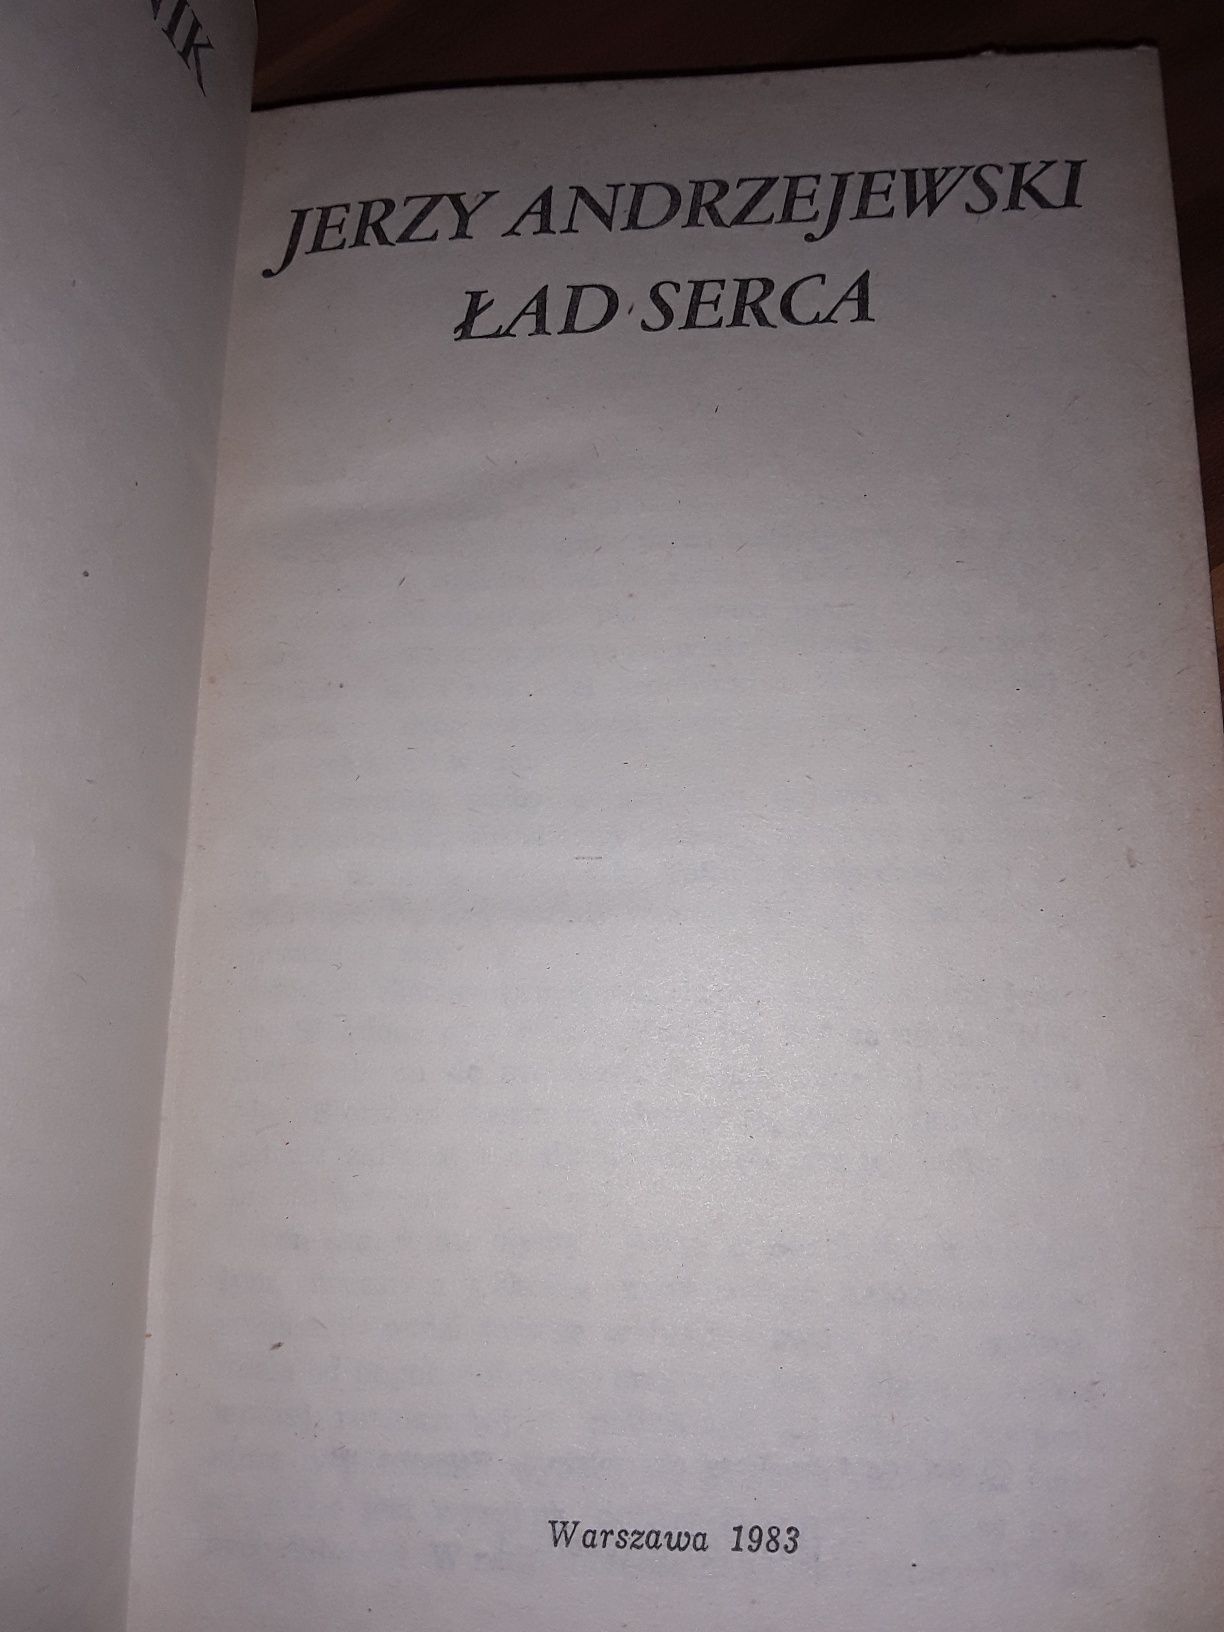 JERZY ANDRZEJEWSKI
ŁAD SERCA
Warszawa 1983